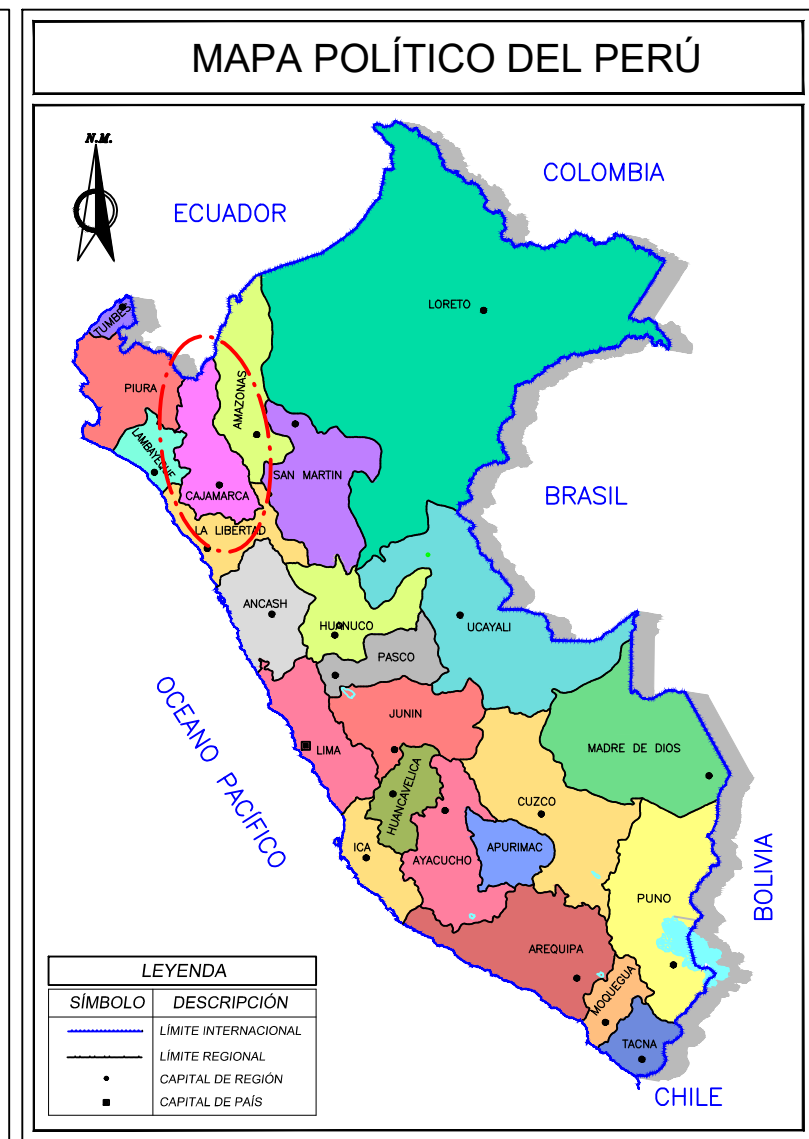 MAPA POLÍTICO DEL PERÚ
N.M.
COLOMBIA
ECUADOR
LORETO
TUMBES
PIURA
AMAZONAS
LAMBAYEQUE
SAN MARTIN
CAJAMARCA
BRASIL
LA LIBERTAD
ANCASH
HUANUCO
UCAYALI
PASCO
OCEANO PACÍFICO
JUNIN
LIMA
MADRE DE DIOS
HUANCAVELICA
CUZCO
ICA
AYACUCHO
APURIMAC
PUNO
BOLIVIA
AREQUIPA
MOQUEGUA
TACNA
CHILE
LEYENDA
SÍMBOLO DESCRIPCIÓN
LÍMITE INTERNACIONAL
LÍMITE REGIONAL
CAPITAL DE REGIÓN
CAPITAL DE PAÍS